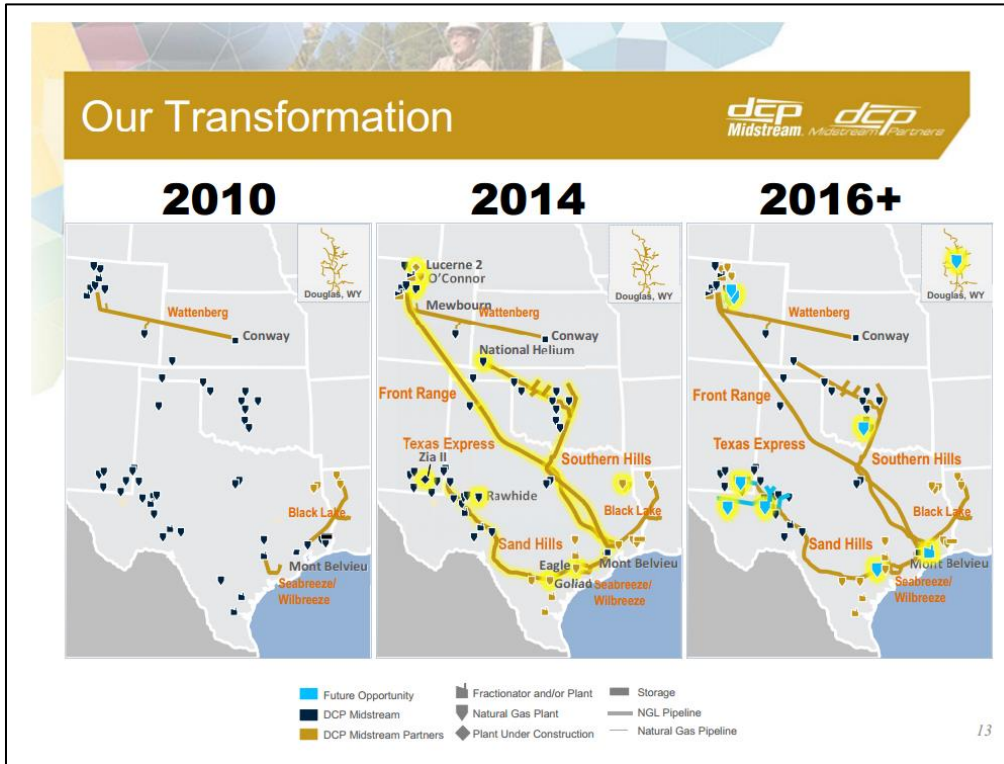 Our Transformation
dcp
Midstream.
dcp
Midstream Partners
2010
2014
2016+
Douglas, WY
Wattenberg
Conway
Black Lake
Mont Belvieu
Seabreeze/
Wilbreeze
Douglas, WY
Lucerne 2
O'Connor
Mewbourn
Wattenberg
Conway
National Helium
Front Range
Texas Express
Zia II
Southern Hills
Rawhide
Sand Hills
Eagle
Goliad
Mont Belvieu
Seabreeze/
Wilbreeze
Douglas, WY
Wattenberg
Conway
Front Range
Texas Express
Southern Hills
Black Lake
Sand Hills
Mont Belvieu
Seabreeze/
Wilbreeze
Future Opportunity
DCP Midstream
DCP Midstream Partners
Fractionator and/or Plant
Natural Gas Plant
Plant Under Construction
Storage
NGL Pipeline
Natural Gas Pipeline
13